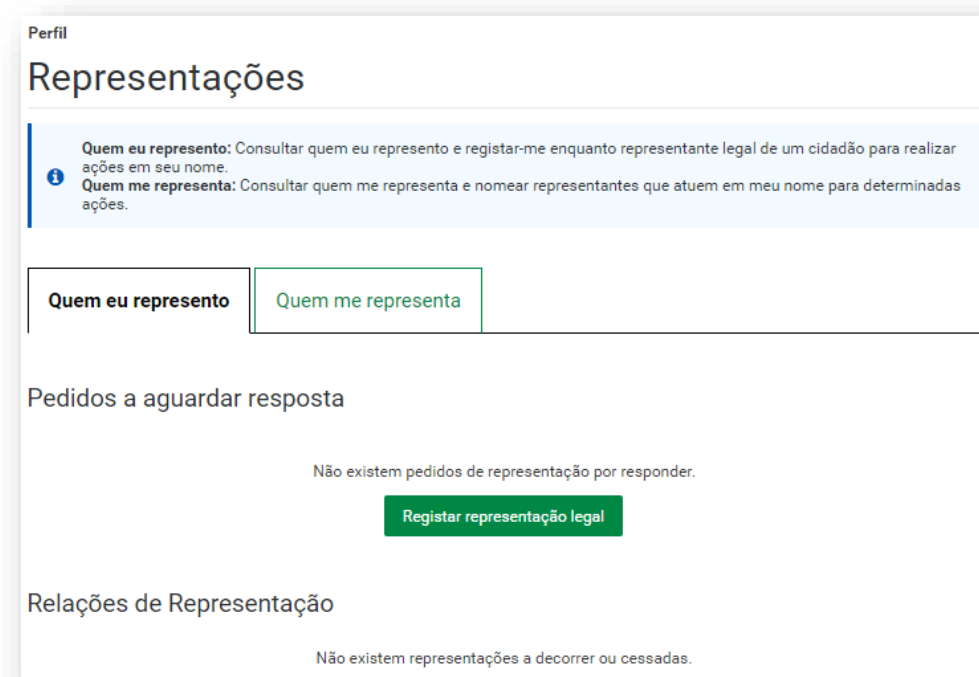 Perfil
Representações
Quem eu represento: Consultar quem eu represento e registar-me enquanto representante legal de um cidadão para realizar
ações em seu nome.
Quem me representa: Consultar quem me representa e nomear representantes que atuem em meu nome para determinadas
ações.
Quem eu represento
Quem me representa
Pedidos a aguardar resposta
Não existem pedidos de representação por responder.
Registar representação legal
Relações de Representação
Não existem representações a decorrer ou cessadas.